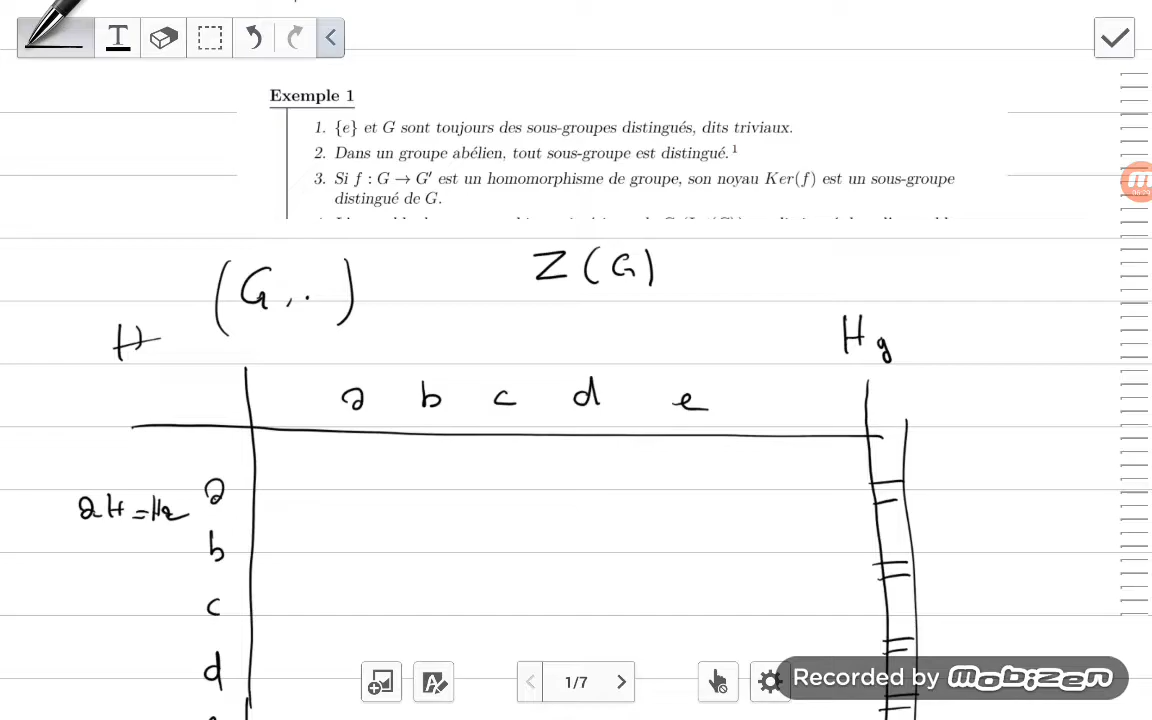 T
Exemple 1
1. {e} et G sont toujours des sous-groupes distingués, dits triviaux.
2. Dans un groupe abélien, tout sous-groupe est distingué.¹
3. Si f : G → G′ est un homomorphisme de groupe, son noyau Ker(f) est un sous-groupe
distingué de G.
(G, .)
Z(G)
H
Hg
a b c d e
aH = Ha
a
b
c
d
1/7
Recorded by mobizen